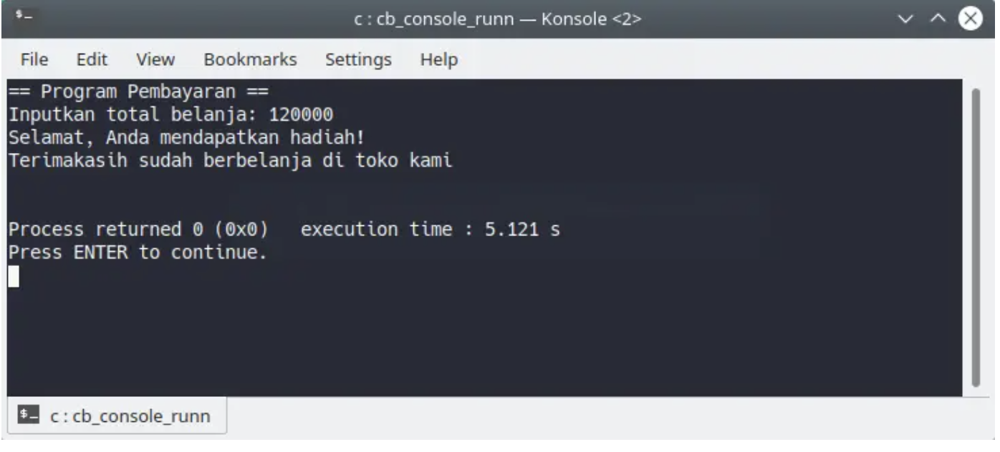 $_
c : cb_console_runn — Konsole <2>
File Edit View Bookmarks Settings Help
== Program Pembayaran ==
Inputkan total belanja: 120000
Selamat, Anda mendapatkan hadiah!
Terimakasih sudah berbelanja di toko kami
Process returned 0 (0x0)   execution time : 5.121 s
Press ENTER to continue.
$_ c : cb_console_runn